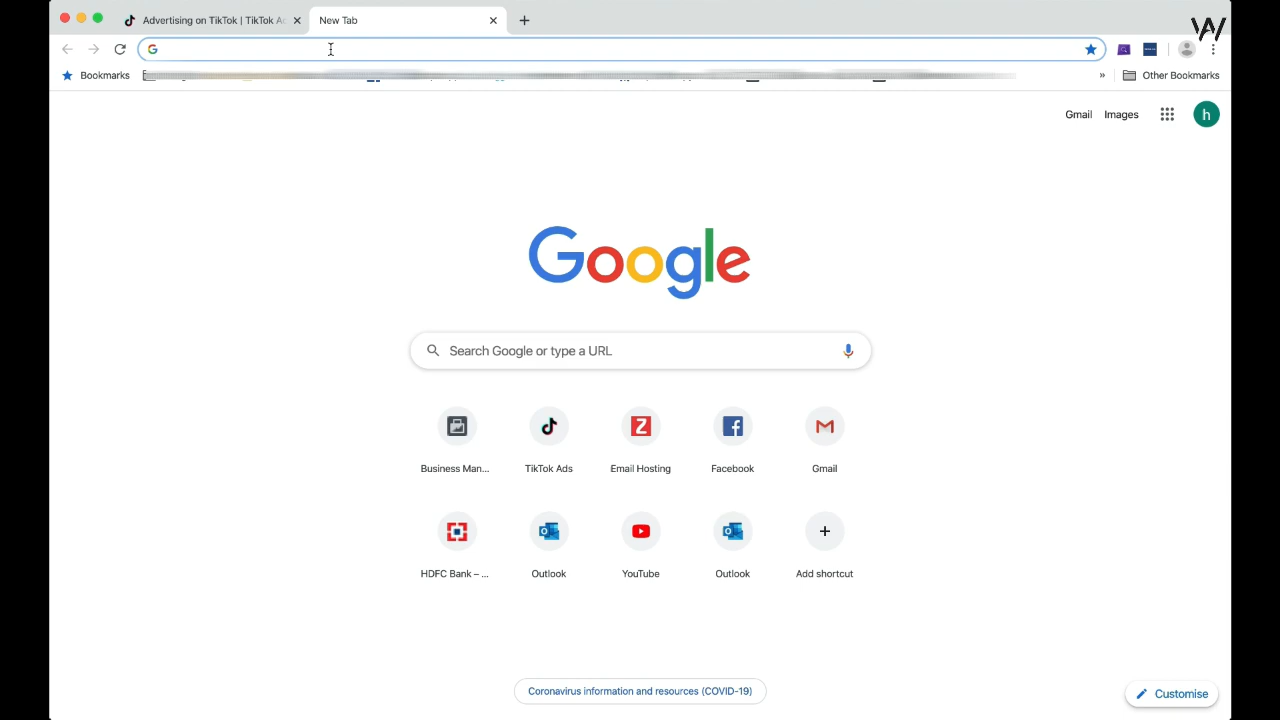 Advertising on TikTok | TikTok Ac
New Tab
Bookmarks
Other Bookmarks
Gmail
Images
h
Google
Search Google or type a URL
Business Man...
TikTok Ads
Email Hosting
Facebook
Gmail
HDFC Bank – ...
Outlook
YouTube
Outlook
Add shortcut
Coronavirus information and resources (COVID-19)
Customise